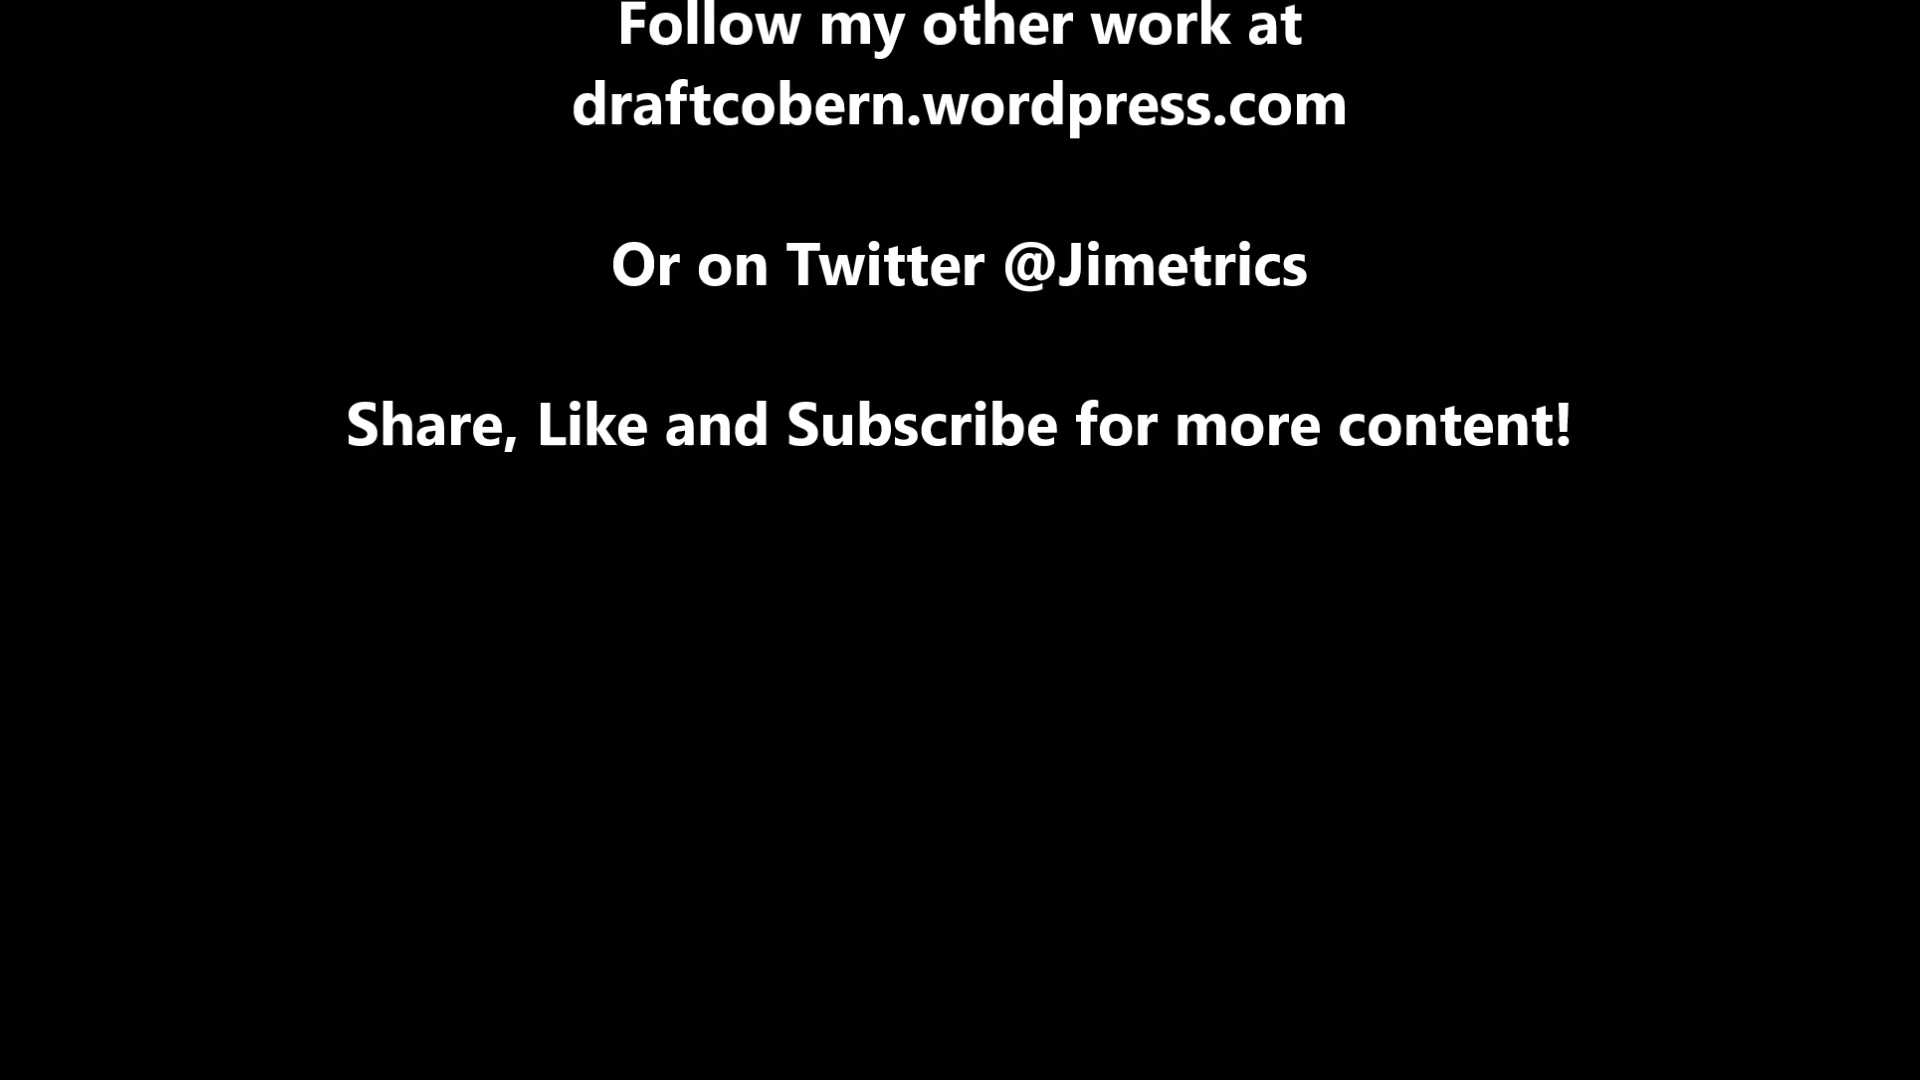 Follow my other work at
draftcobern.wordpress.com
Or on Twitter @Jimetrics
Share, Like and Subscribe for more content!